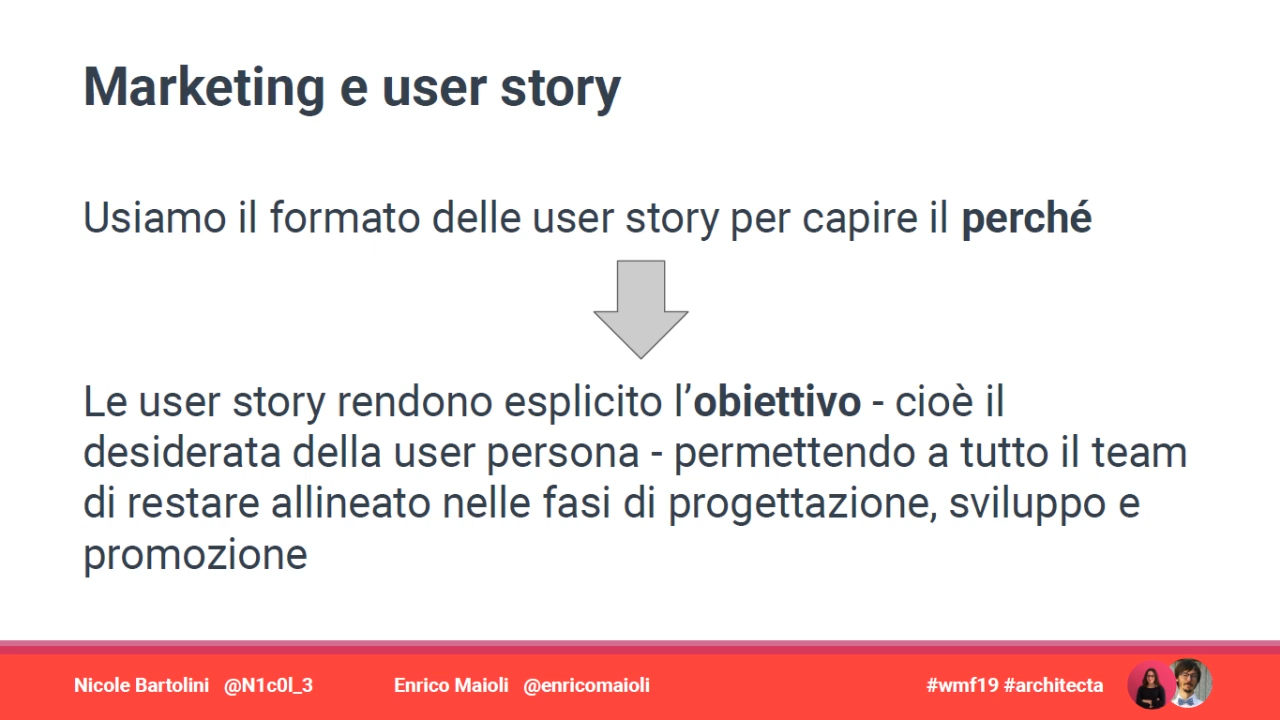 Marketing e user story
Usiamo il formato delle user story per capire il perché
Le user story rendono esplicito l’obiettivo - cioè il
desiderata della user persona - permettendo a tutto il team
di restare allineato nelle fasi di progettazione, sviluppo e
promozione
Nicole Bartolini @N1c0l_3 Enrico Maioli @enricomaioli #wmf19 #architecta